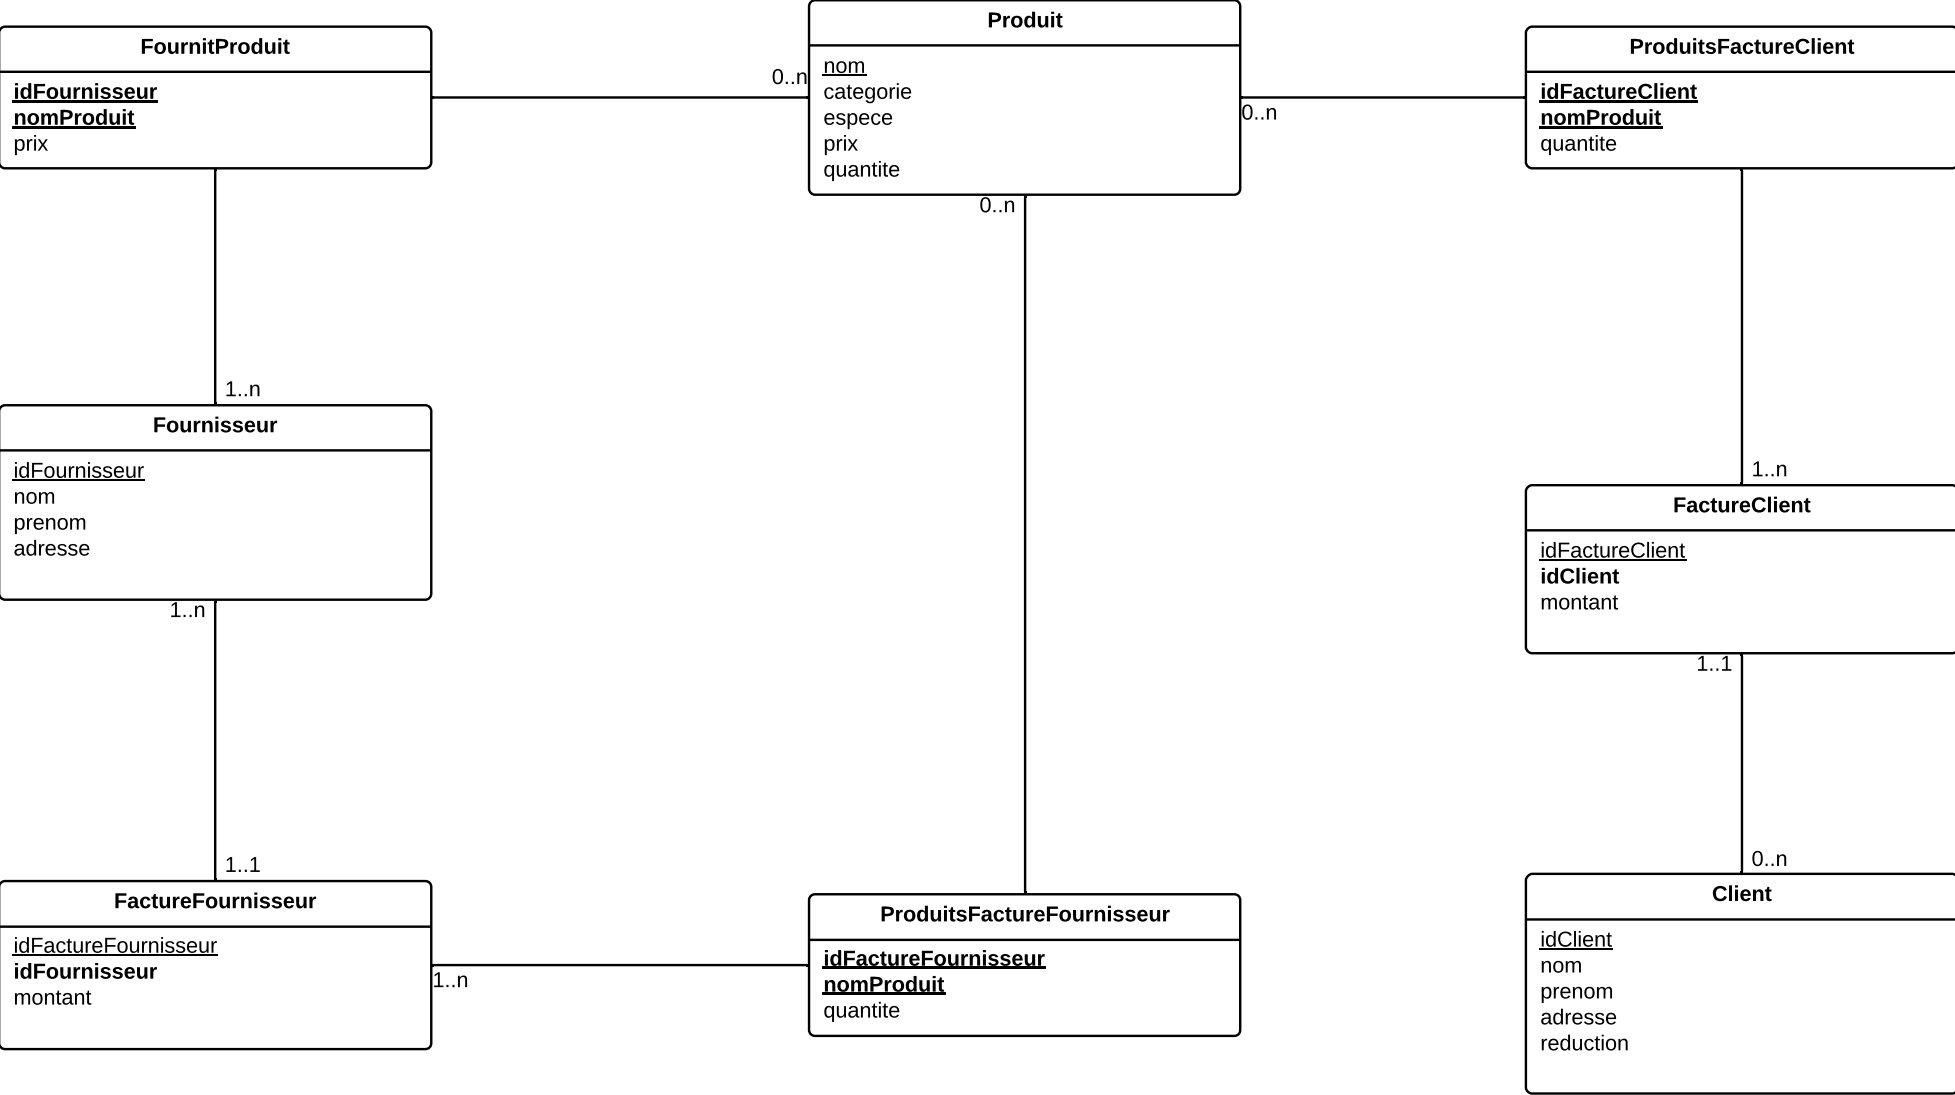 FournitProduit
idFournisseur
nomProduit
prix
0..n
Produit
nom
categorie
espece
prix
quantite
0..n
0..n
ProduitsFactureClient
idFactureClient
nomProduit
quantite
1..n
Fournisseur
idFournisseur
nom
prenom
adresse
1..n
1..n
FactureClient
idFactureClient
idClient
montant
1..1
1..1
FactureFournisseur
idFactureFournisseur
idFournisseur
montant
1..n
ProduitsFactureFournisseur
idFactureFournisseur
nomProduit
quantite
0..n
Client
idClient
nom
prenom
adresse
reduction